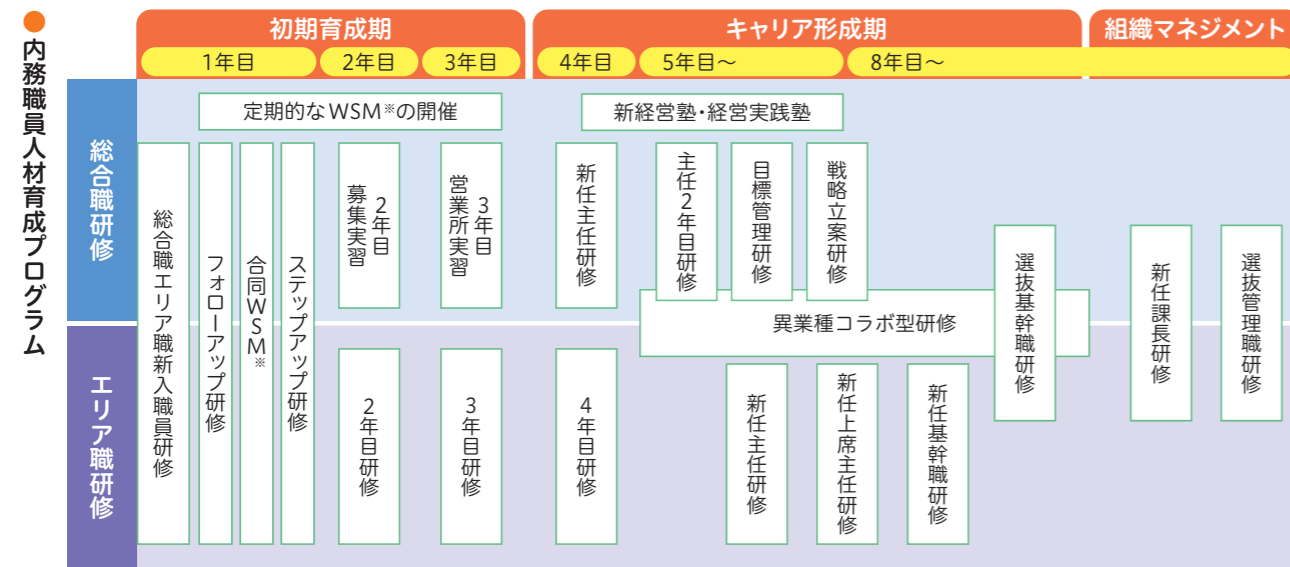 ●内務職員人材育成プログラム
初期育成期
キャリア形成期
組織マネジメント
1年目
2年目
3年目
4年目
5年目~
8年目~
総合職研修
定期的なWSM※の開催
新経営塾・経営実践塾
総合職エリア職新入職員研修
フォローアップ研修
合同WSM※
ステップアップ研修
2年目
募集実習
3年目
営業所実習
新任主任研修
主任2年目研修
目標管理研修
戦略立案研修
異業種コラボ型研修
選抜基幹職研修
新任課長研修
選抜管理職研修
エリア職研修
2年目研修
3年目研修
4年目研修
新任主任研修
新任上席主任研修
新任基幹職研修